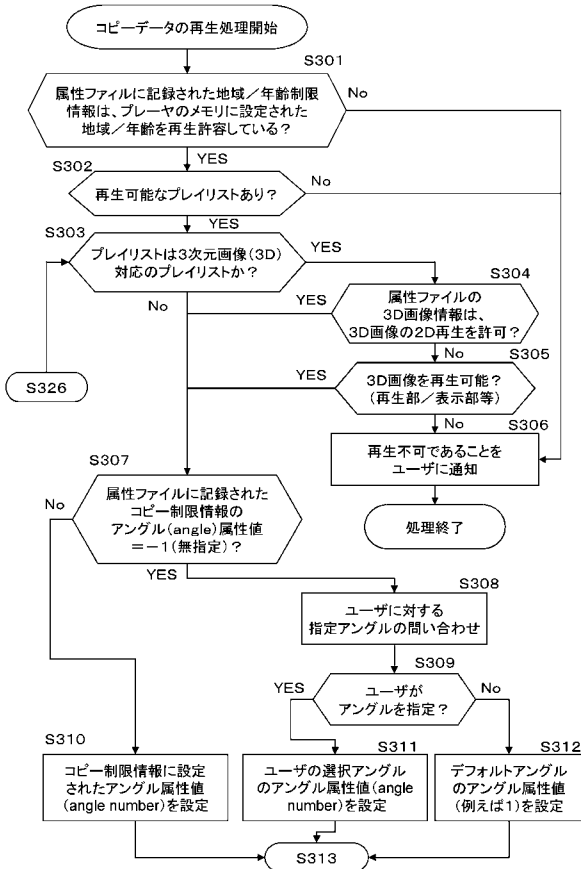 コピーデータの再生処理開始
S301
属性ファイルに記録された地域／年齢制限
情報は、プレーヤのメモリに設定された
地域／年齢を再生許容している？
No
YES
S302
再生可能なプレイリストあり？
No
YES
S303
プレイリストは3次元画像(3D)
対応のプレイリストか？
YES
No
S304
属性ファイルの
3D画像情報は、
3D画像の2D再生を許可？
YES
No
S305
3D画像を再生可能？
(再生部／表示部等)
YES
No
S326
S306
再生不可であることを
ユーザに通知
処理終了
S307
属性ファイルに記録された
コピー制限情報の
アングル(angle)属性値
＝－1(無指定)？
No
YES
S308
ユーザに対する
指定アングルの問い合わせ
S309
ユーザが
アングルを指定？
YES
No
S310
コピー制限情報に設定
されたアングル属性値
(angle number)を設定
S311
ユーザの選択アングル
のアングル属性値(angle
number)を設定
S312
デフォルトアングル
のアングル属性値
(例えば1)を設定
S313